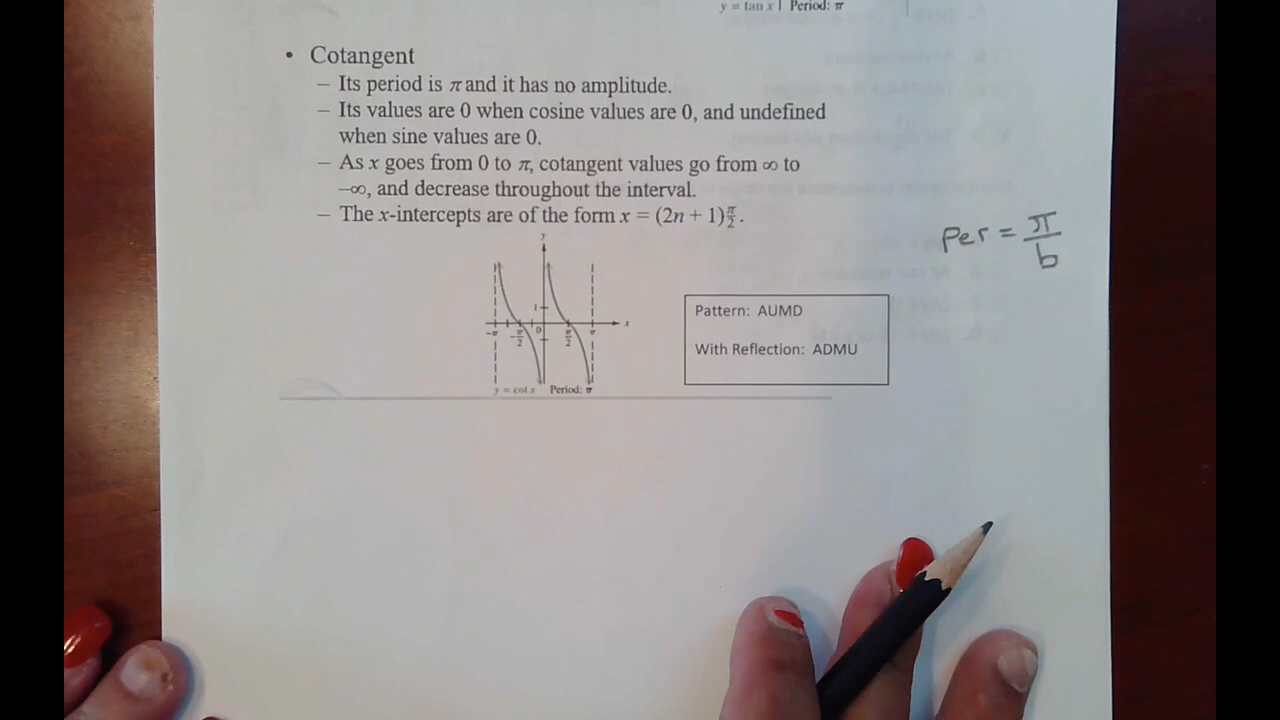 y = tan x | Period: π
• Cotangent
– Its period is π and it has no amplitude.
– Its values are 0 when cosine values are 0, and undefined
when sine values are 0.
– As x goes from 0 to π, cotangent values go from ∞ to
–∞, and decrease throughout the interval.
– The x-intercepts are of the form x = (2n + 1)π/2.
Per = π/b
y
1
-π -π/2 0 π/2 π x
y = cot x Period: π
Pattern: AUMD
With Reflection: ADMU